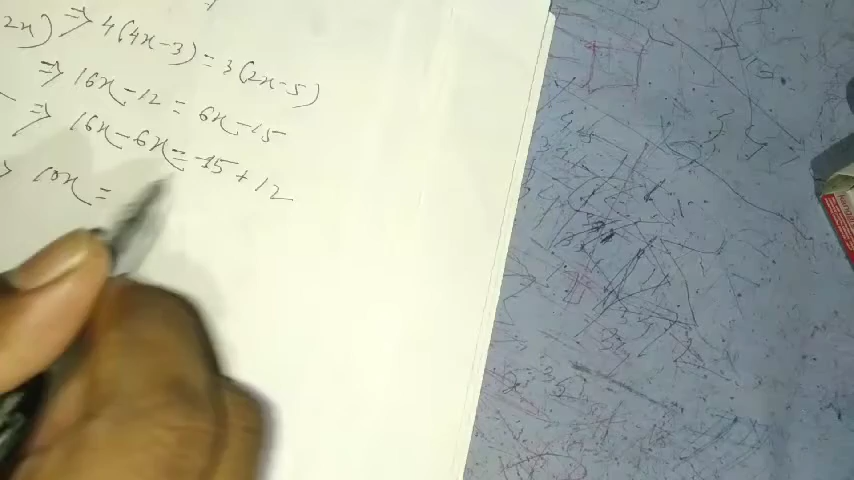 2x) ⇒ 4(4x-3) = 3(2x-5)
⇒ 16x-12 = 6x-15
⇒ 16x-6x = -15+12
⇒ 10x =